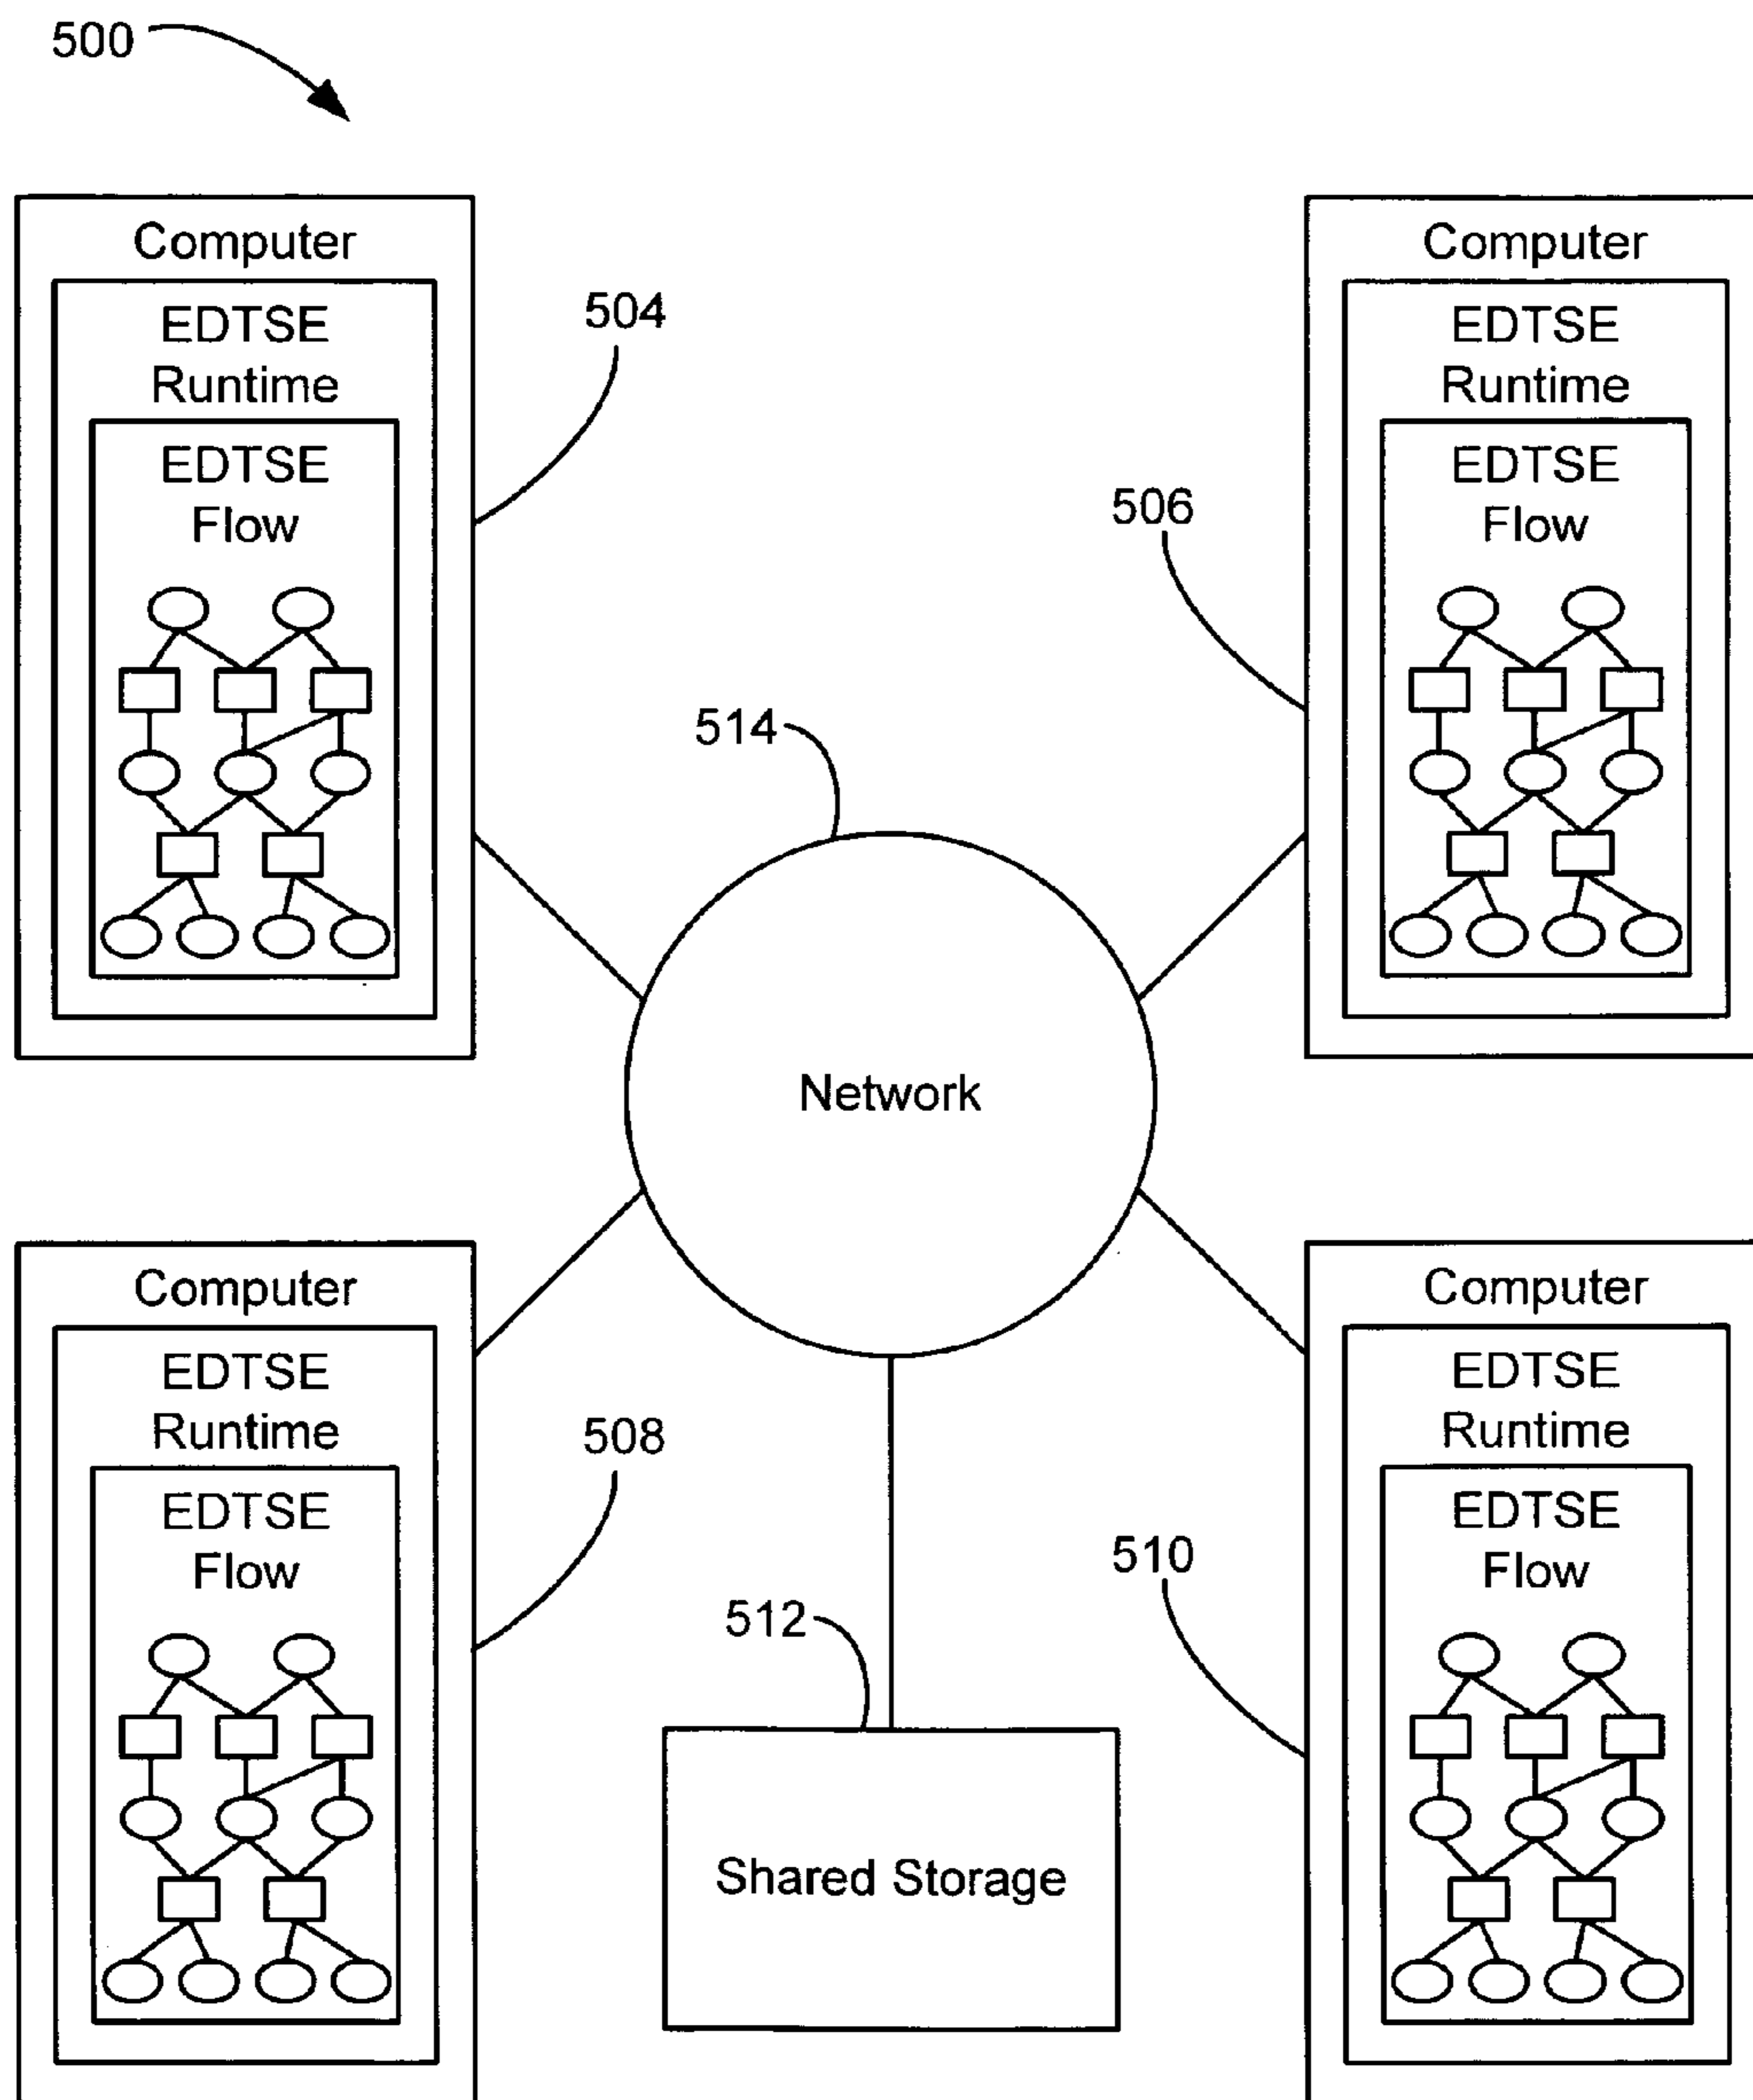 500
Computer
EDTSE
Runtime
EDTSE
Flow
504
Computer
EDTSE
Runtime
EDTSE
Flow
506
514
Network
Computer
EDTSE
Runtime
EDTSE
Flow
508
Computer
EDTSE
Runtime
EDTSE
Flow
510
512
Shared Storage